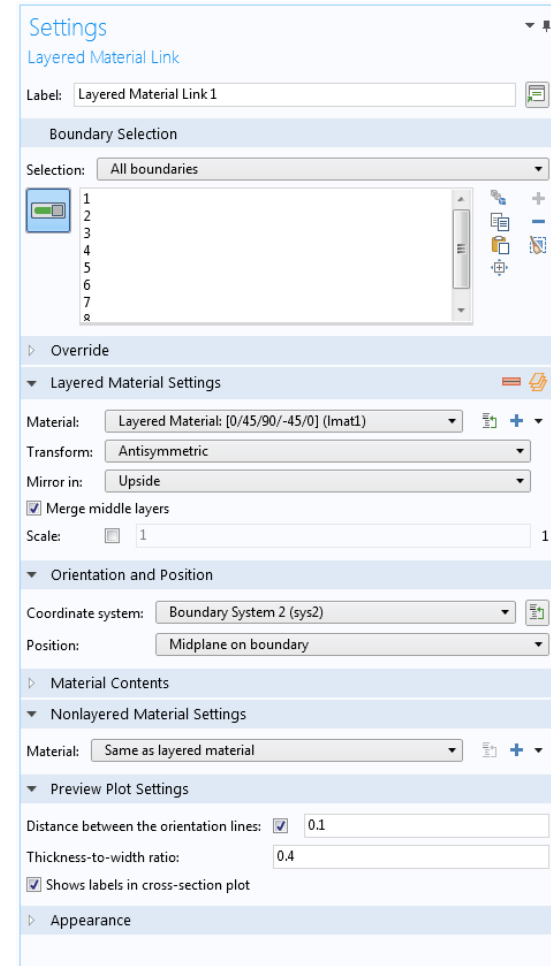 Settings
Layered Material Link
Label: Layered Material Link 1
Boundary Selection
Selection: All boundaries
1
2
3
4
5
6
7
8
Override
Layered Material Settings
Material: Layered Material: [0/45/90/-45/0] (lmat1)
Transform: Antisymmetric
Mirror in: Upside
Merge middle layers
Scale: 1 1
Orientation and Position
Coordinate system: Boundary System 2 (sys2)
Position: Midplane on boundary
Material Contents
Nonlayered Material Settings
Material: Same as layered material
Preview Plot Settings
Distance between the orientation lines: 0.1
Thickness-to-width ratio: 0.4
Shows labels in cross-section plot
Appearance